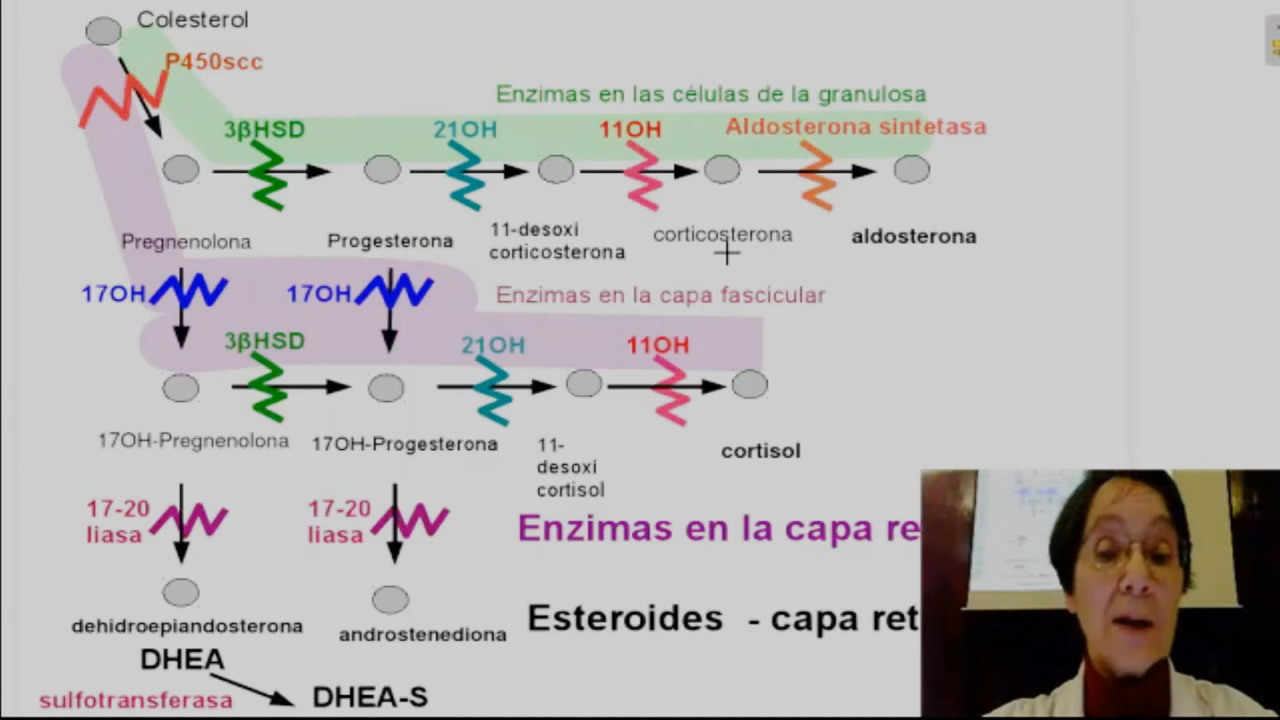 Colesterol
P450scc
Enzimas en las células de la granulosa
3βHSD
21OH
11OH
Aldosterona sintetasa
Pregnenolona
Progesterona
11-desoxi
corticosterona
corticosterona
aldosterona
17OH
17OH
Enzimas en la capa fascicular
3βHSD
21OH
11OH
17OH-Pregnenolona
17OH-Progesterona
11-
desoxi
cortisol
cortisol
17-20
liasa
17-20
liasa
Enzimas en la capa re
dehidroepiandosterona
androstenediona
Esteroides - capa ret
DHEA
sulfotransferasa
DHEA-S